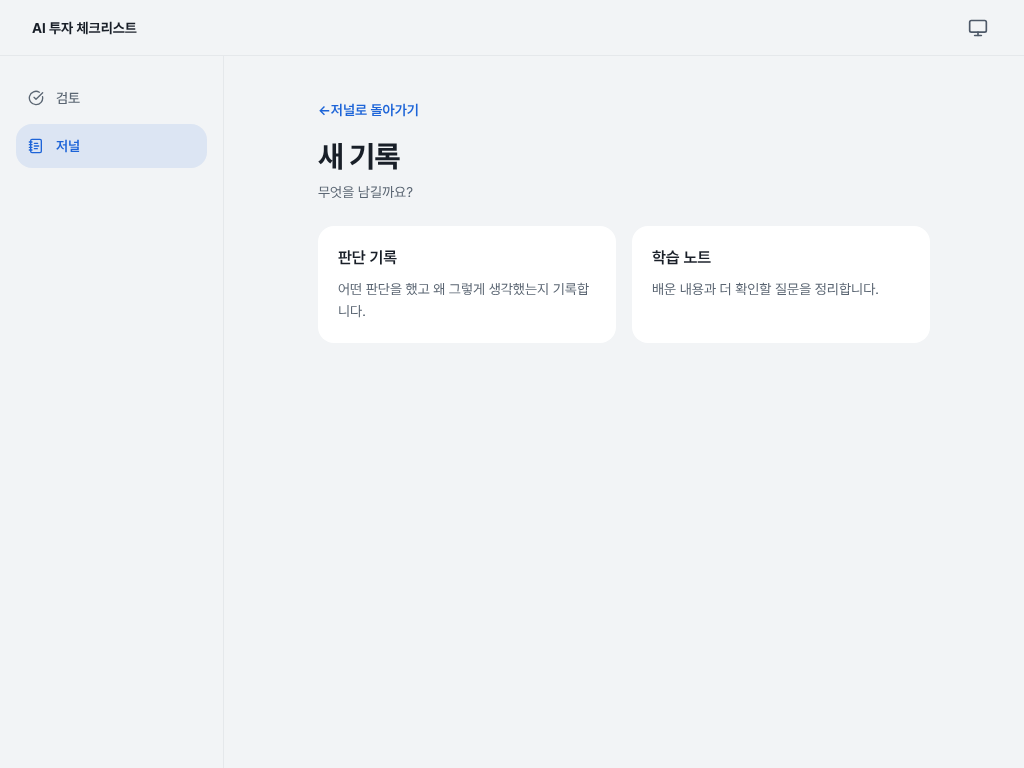 AI 투자 체크리스트
검토
저널
←저널로 돌아가기
새 기록
무엇을 남길까요?
판단 기록
어떤 판단을 했고 왜 그렇게 생각했는지 기록합
니다.
학습 노트
배운 내용과 더 확인할 질문을 정리합니다.